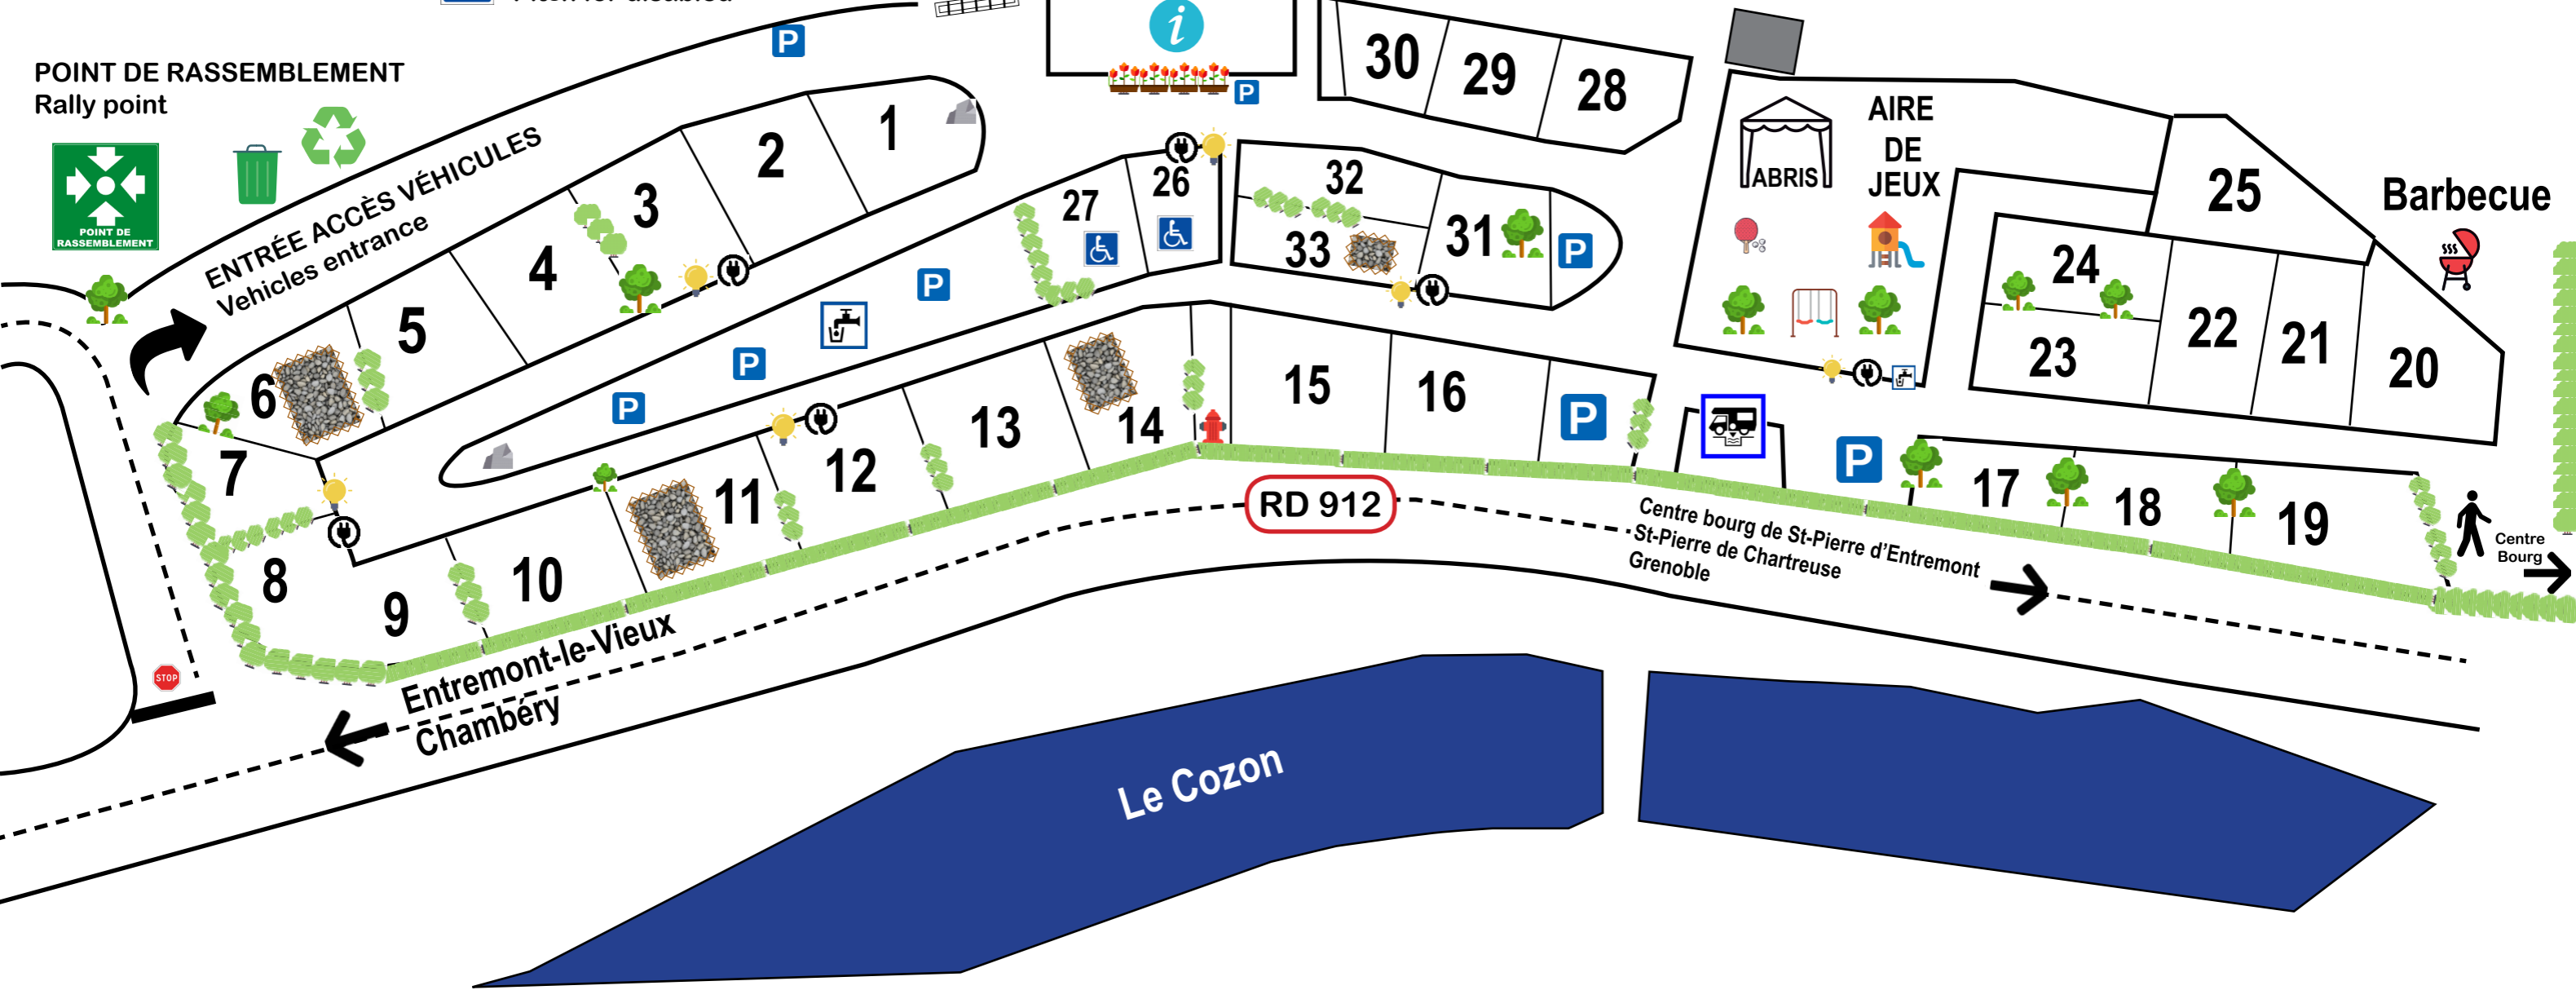 Pitch for disabled
P
i
P
POINT DE RASSEMBLEMENT
Rally point
POINT DE
RASSEMBLEMENT
ENTRÉE ACCÈS VÉHICULES
Vehicles entrance
1
2
3
4
5
6
7
8
9
10
11
12
13
14
15
16
P
27
26
P
P
P
30
29
28
32
33
31
P
ABRIS
AIRE
DE
JEUX
25
24
23
22
21
20
Barbecue
P
17
18
19
Centre
Bourg
RD 912
Centre bourg de St-Pierre d'Entremont
St-Pierre de Chartreuse
Grenoble
STOP
Entremont-le-Vieux
Chambéry
Le Cozon